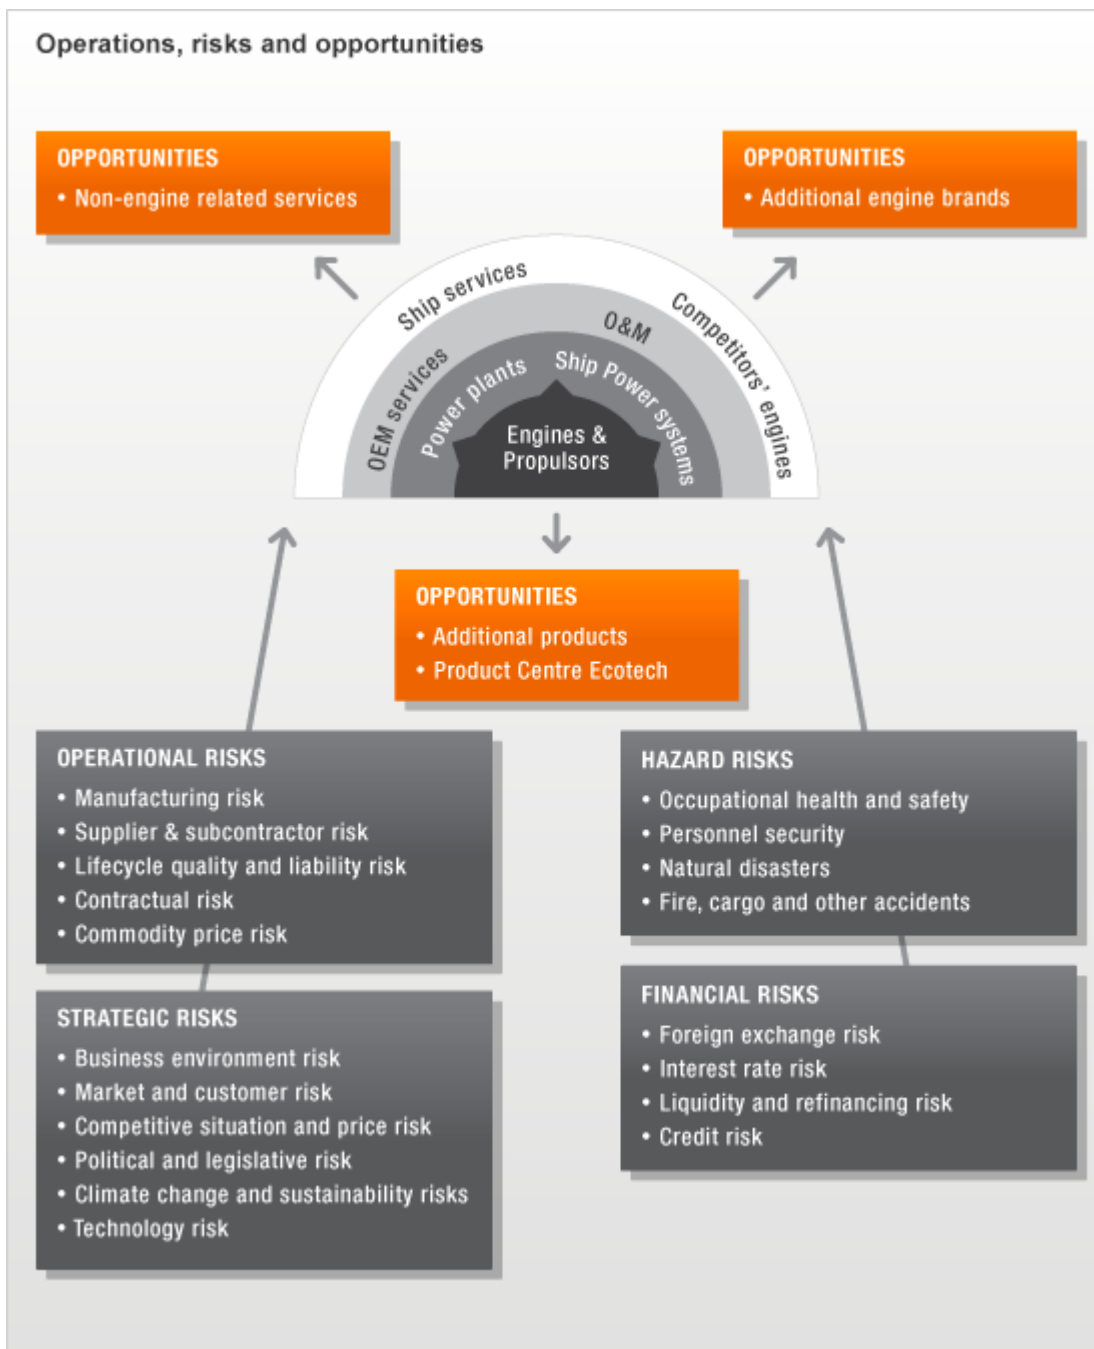 Operations, risks and opportunities
OPPORTUNITIES
• Non-engine related services
OPPORTUNITIES
• Additional engine brands
Ship services
Competitors' engines
OEM services
O&M
Power plants
Ship Power systems
Engines &
Propulsors
OPPORTUNITIES
• Additional products
• Product Centre Ecotech
OPERATIONAL RISKS
• Manufacturing risk
• Supplier & subcontractor risk
• Lifecycle quality and liability risk
• Contractual risk
• Commodity price risk
HAZARD RISKS
• Occupational health and safety
• Personnel security
• Natural disasters
• Fire, cargo and other accidents
STRATEGIC RISKS
• Business environment risk
• Market and customer risk
• Competitive situation and price risk
• Political and legislative risk
• Climate change and sustainability risks
• Technology risk
FINANCIAL RISKS
• Foreign exchange risk
• Interest rate risk
• Liquidity and refinancing risk
• Credit risk